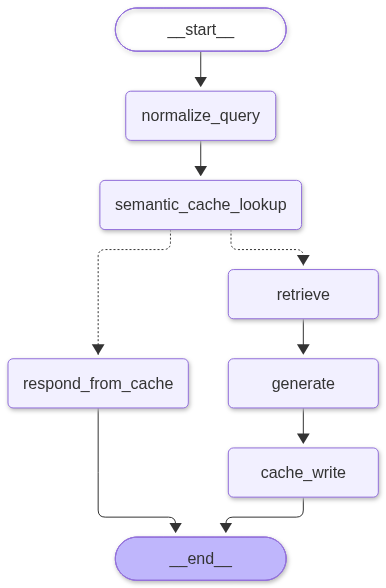 __start__
normalize_query
semantic_cache_lookup
retrieve
respond_from_cache
generate
cache_write
__end__